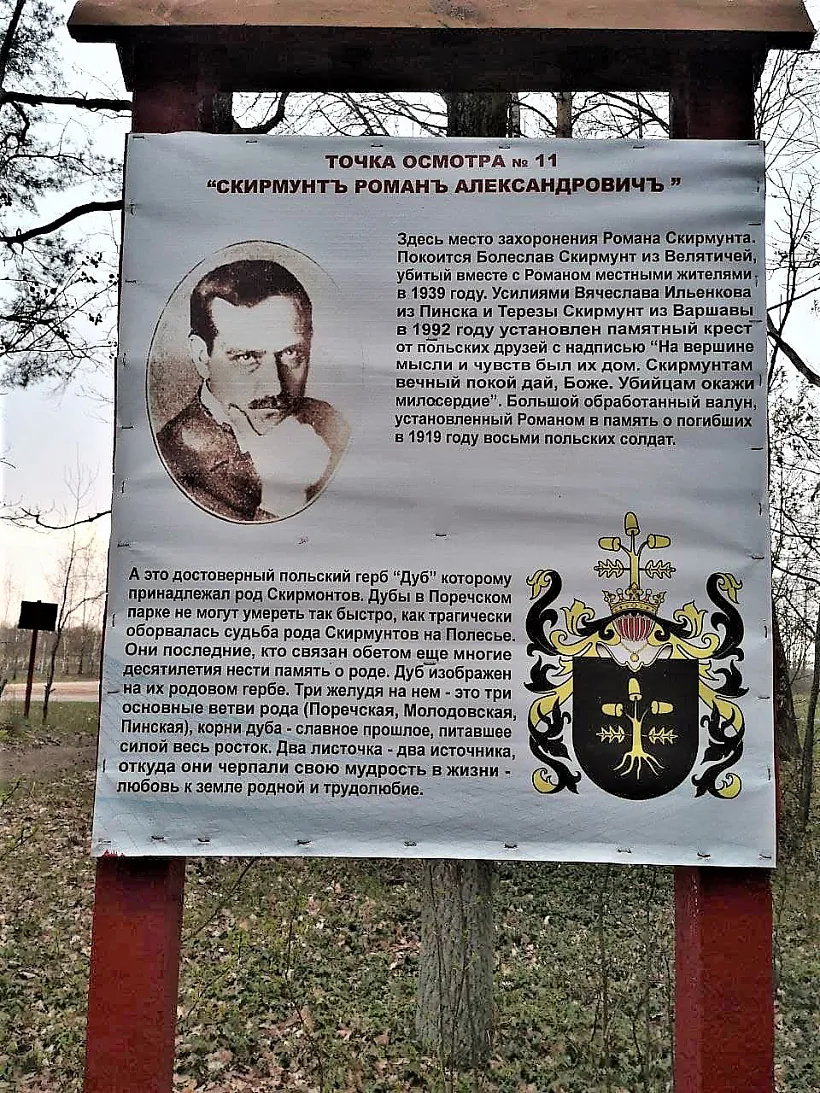 ТОЧКА ОСМОТРА № 11
“СКИРМУНТЪ РОМАНЪ АЛЕКСАНДРОВИЧЪ ”
Здесь место захоронения Романа Скирмунта.
Покоится Болеслав Скирмунт из Велятичей,
убитый вместе с Романом местными жителями
в 1939 году. Усилиями Вячеслава Ильенкова
из Пинска и Терезы Скирмунт из Варшавы
в 1992 году установлен памятный крест
от польских друзей с надписью “На вершине
мысли и чувств был их дом. Скирмунтам
вечный покой дай, Боже. Убийцам окажи
милосердие”. Большой обработанный валун,
установленный Романом в память о погибших
в 1919 году восьми польских солдат.
А это достоверный польский герб “Дуб” которому
принадлежал род Скирмонтов. Дубы в Поречском
парке не могут умереть так быстро, как трагически
оборвалась судьба рода Скирмунтов на Полесье.
Они последние, кто связан обетом еще многие
десятилетия нести память о роде. Дуб изображен
на их родовом гербе. Три желудя на нем - это три
основные ветви рода (Поречская, Молодовская,
Пинская), корни дуба - славное прошлое, питавшее
силой весь росток. Два листочка - два источника,
откуда они черпали свою мудрость в жизни -
любовь к земле родной и трудолюбие.